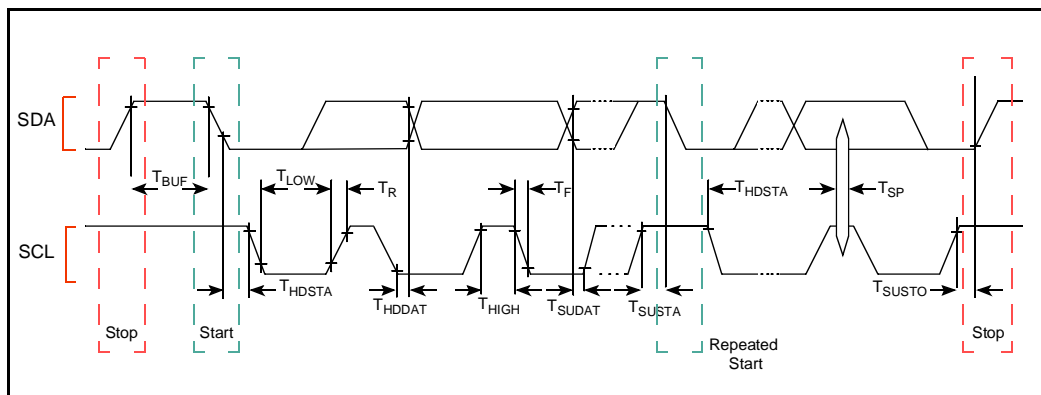 SDA
T_BUF
T_LOW
T_R
T_F
T_HDSTA
T_SP
SCL
T_HDSTA
T_HDDAT
T_HIGH
T_SUDAT
T_SUSTA
T_SUSTO
Stop
Start
Repeated
Start
Stop